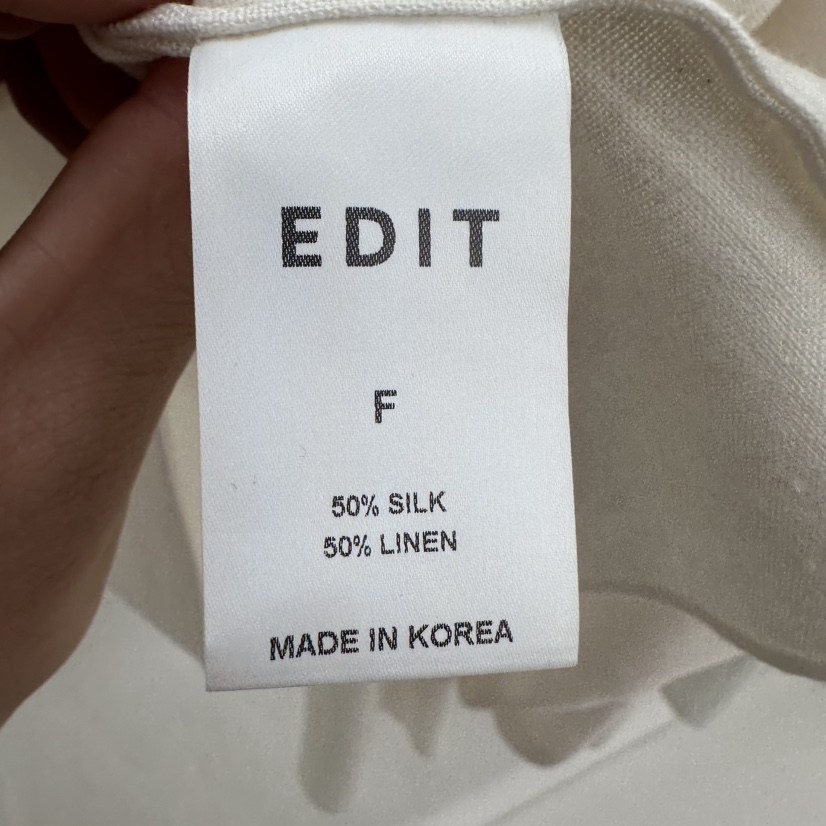 EDIT
F
50% SILK
50% LINEN
MADE IN KOREA